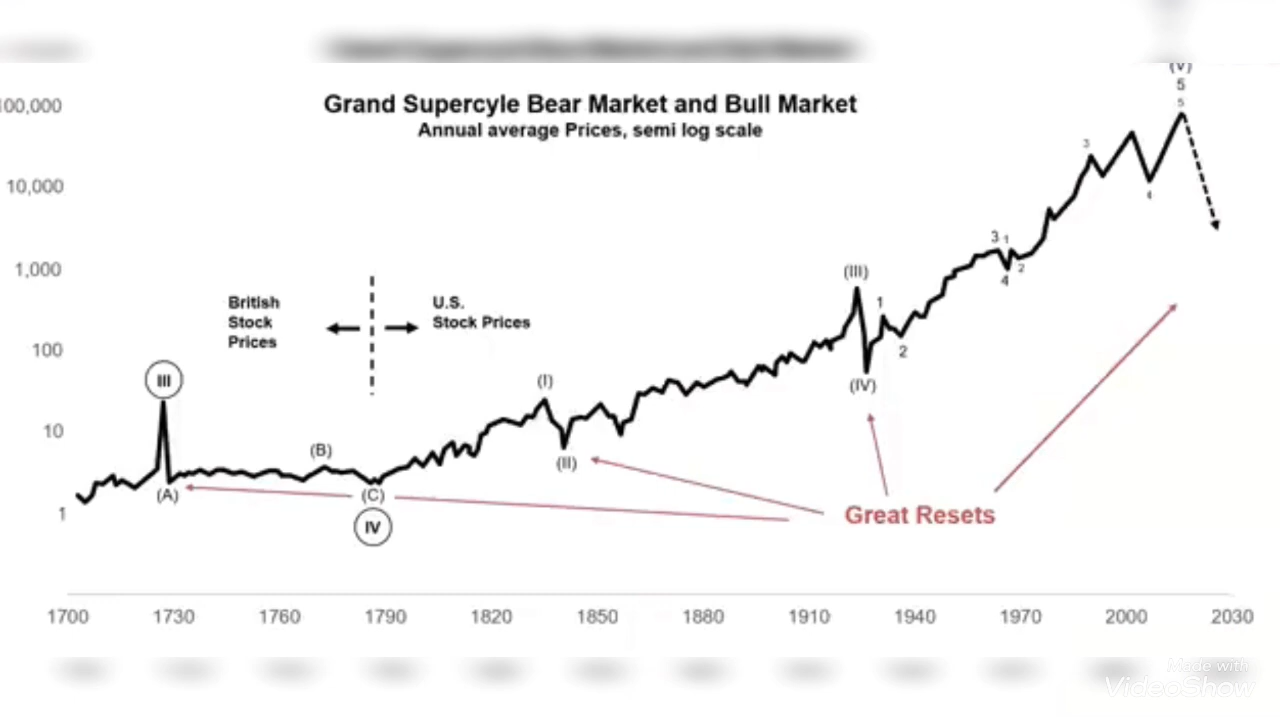 (V)
5
5
100,000
Grand Supercyle Bear Market and Bull Market
Annual average Prices, semi log scale
3
10,000
4
3 1
1,000
2
4
(III)
British
Stock
Prices
U.S.
Stock Prices
1
100
2
III
(I)
(IV)
10
(B)
(II)
(A)
(C)
1
IV
Great Resets
1700 1730 1760 1790 1820 1850 1880 1910 1940 1970 2000 2030
Made with
VideoShow